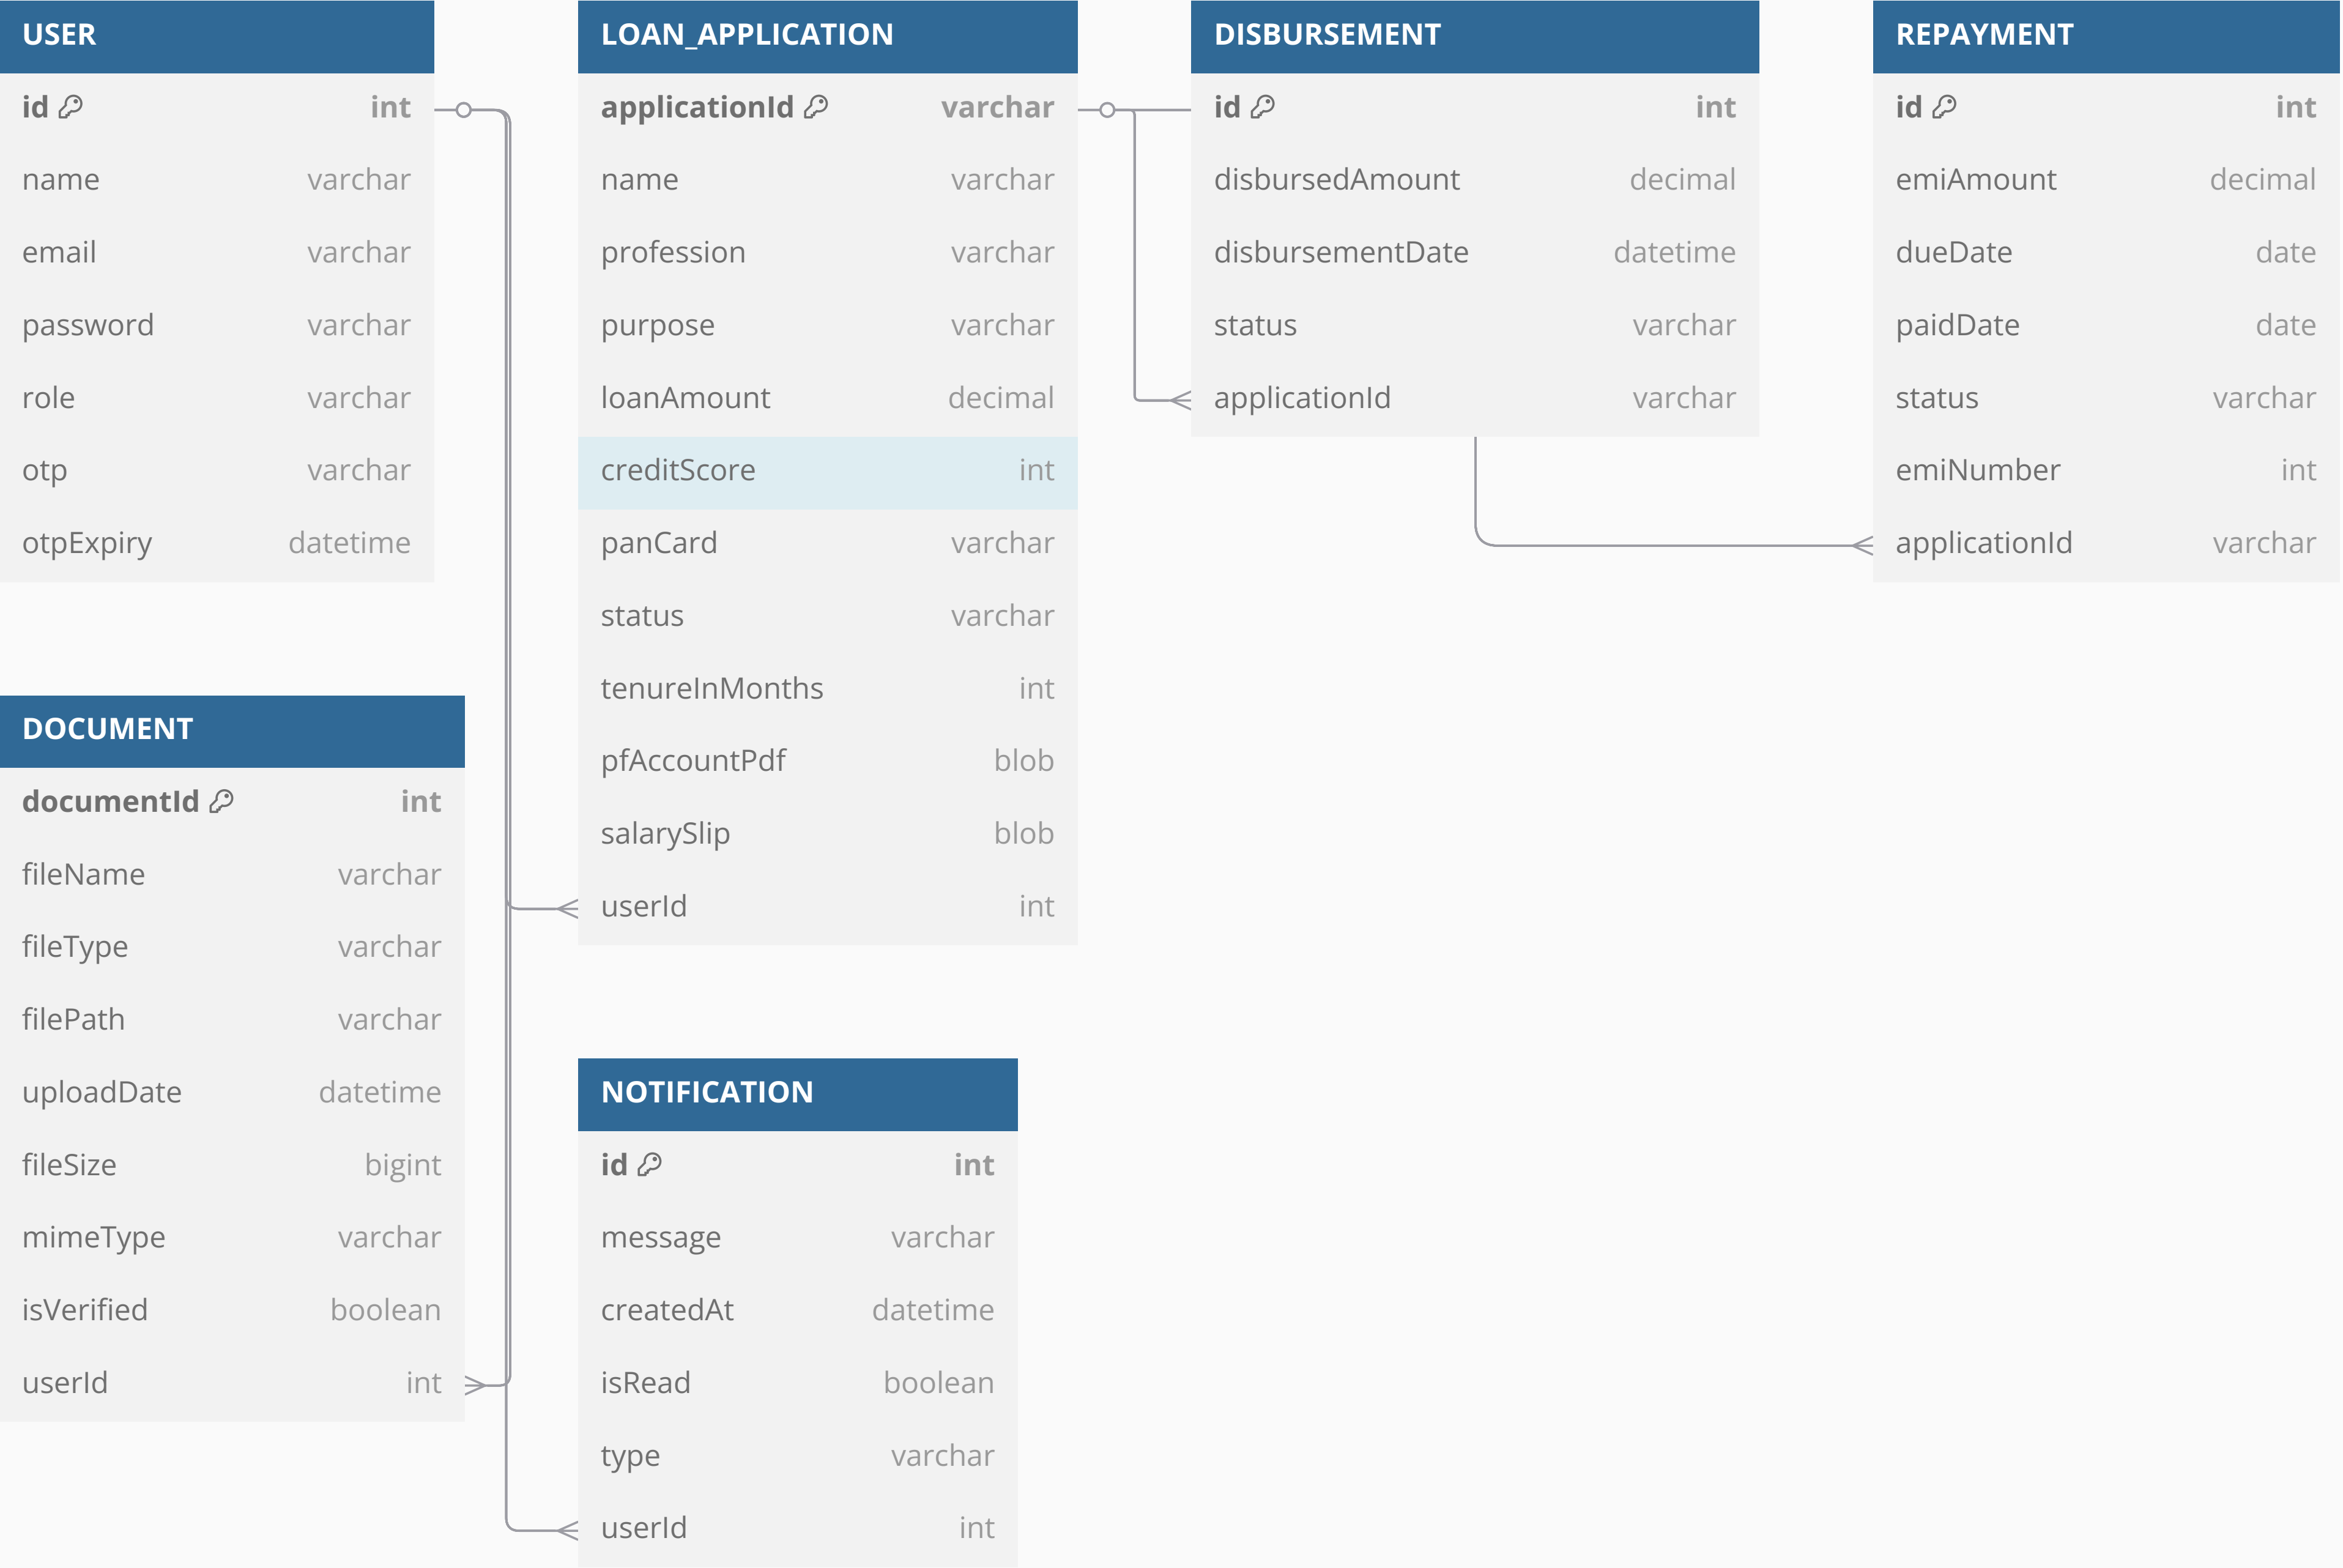 USER
id int
name varchar
email varchar
password varchar
role varchar
otp varchar
otpExpiry datetime
LOAN_APPLICATION
applicationId varchar
name varchar
profession varchar
purpose varchar
loanAmount decimal
creditScore int
panCard varchar
status varchar
tenureInMonths int
pfAccountPdf blob
salarySlip blob
userId int
DISBURSEMENT
id int
disbursedAmount decimal
disbursementDate datetime
status varchar
applicationId varchar
REPAYMENT
id int
emiAmount decimal
dueDate date
paidDate date
status varchar
emiNumber int
applicationId varchar
DOCUMENT
documentId int
fileName varchar
fileType varchar
filePath varchar
uploadDate datetime
fileSize bigint
mimeType varchar
isVerified boolean
userId int
NOTIFICATION
id int
message varchar
createdAt datetime
isRead boolean
type varchar
userId int